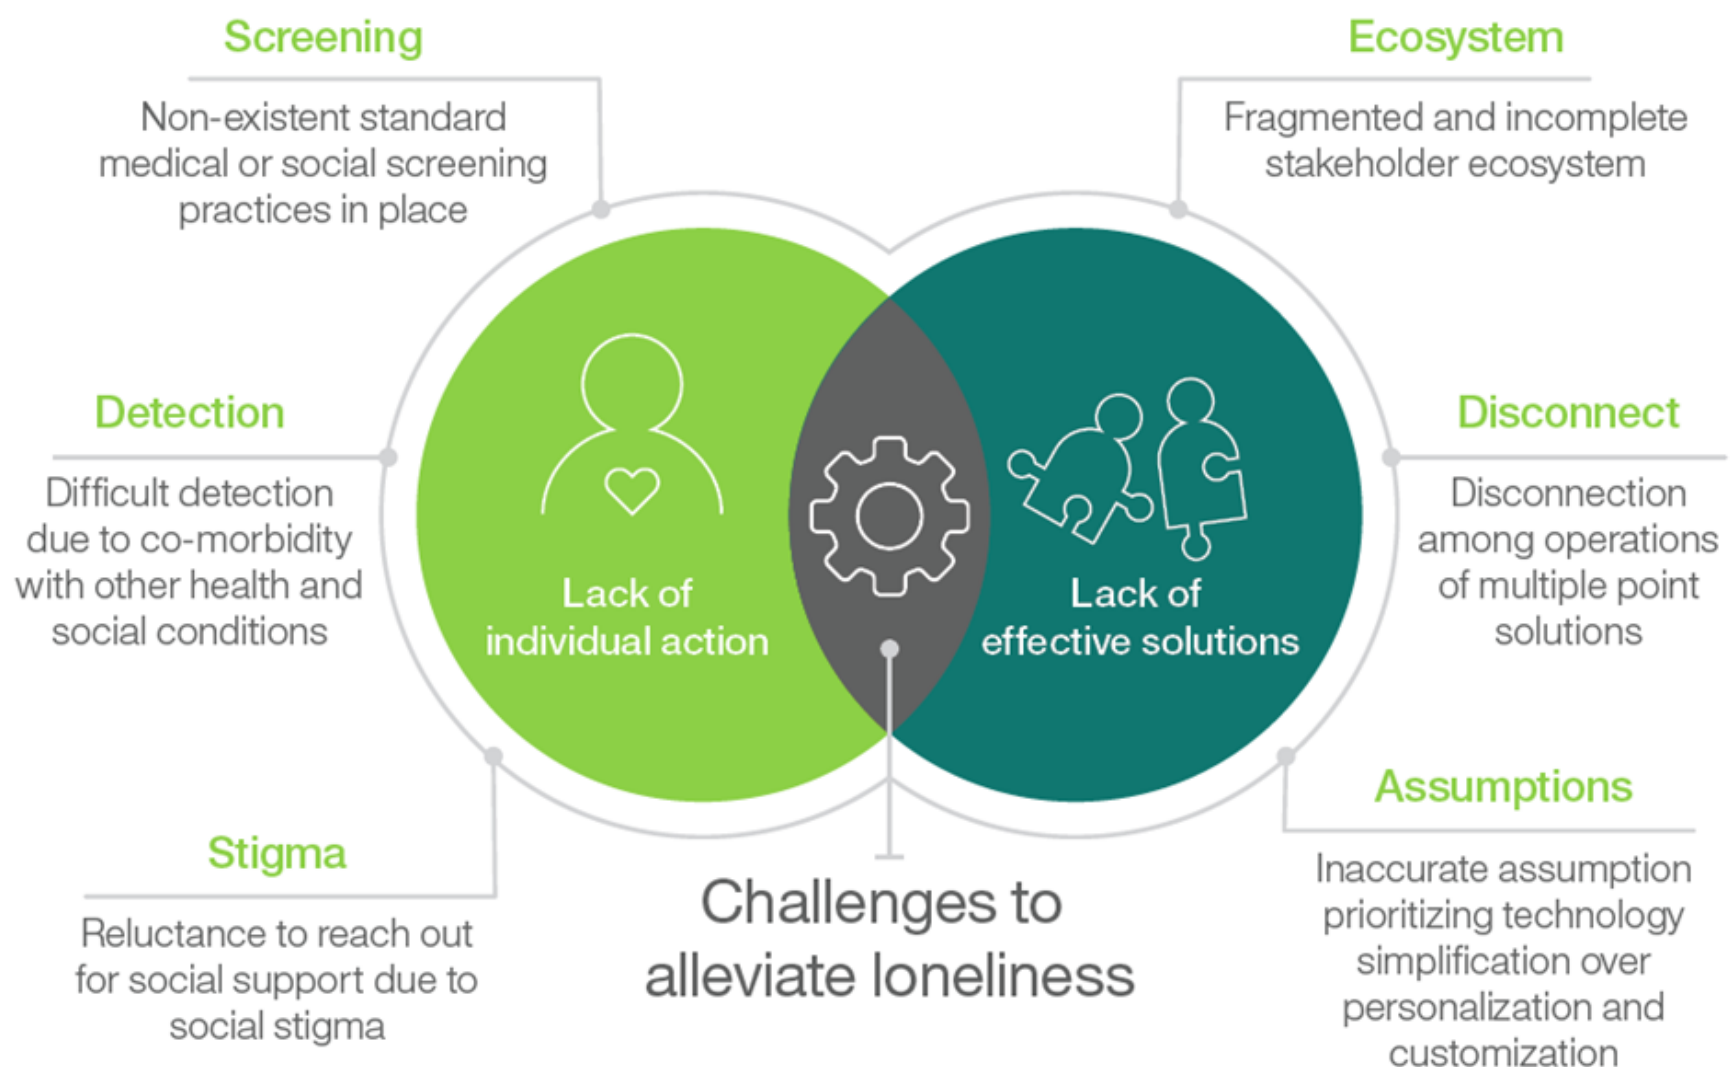 Screening
Non-existent standard
medical or social screening
practices in place
Detection
Difficult detection
due to co-morbidity
with other health and
social conditions
Stigma
Reluctance to reach out
for social support due to
social stigma
Lack of
individual action
Lack of
effective solutions
Challenges to
alleviate loneliness
Ecosystem
Fragmented and incomplete
stakeholder ecosystem
Disconnect
Disconnection
among operations
of multiple point
solutions
Assumptions
Inaccurate assumption
prioritizing technology
simplification over
personalization and
customization